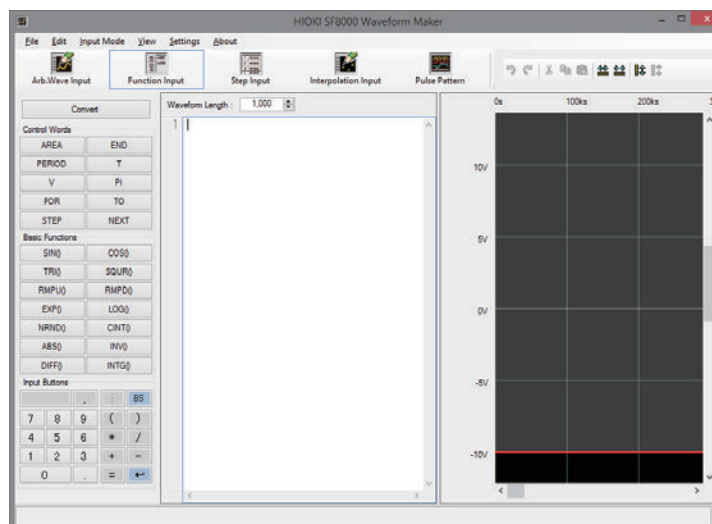 HIOKI SF8000 Waveform Maker
File Edit Input Mode View Settings About
Arb.Wave Input Function Input Step Input Interpolation Input Pulse Pattern
Convert
Waveform Length : 1,000
Control Words
AREA END
PERIOD T
V PI
FOR TO
STEP NEXT
Basic Functions
SIN() COS()
TRI() SQUR()
RMPU() RMPD()
EXP() LOG()
NRND() CINT()
ABS() INV()
DIFF() INTG()
Input Buttons
, : BS
7 8 9 ( )
4 5 6 * /
1 2 3 + -
0 . = ↵
1
0s 100ks 200ks
10V
5V
0V
-5V
-10V